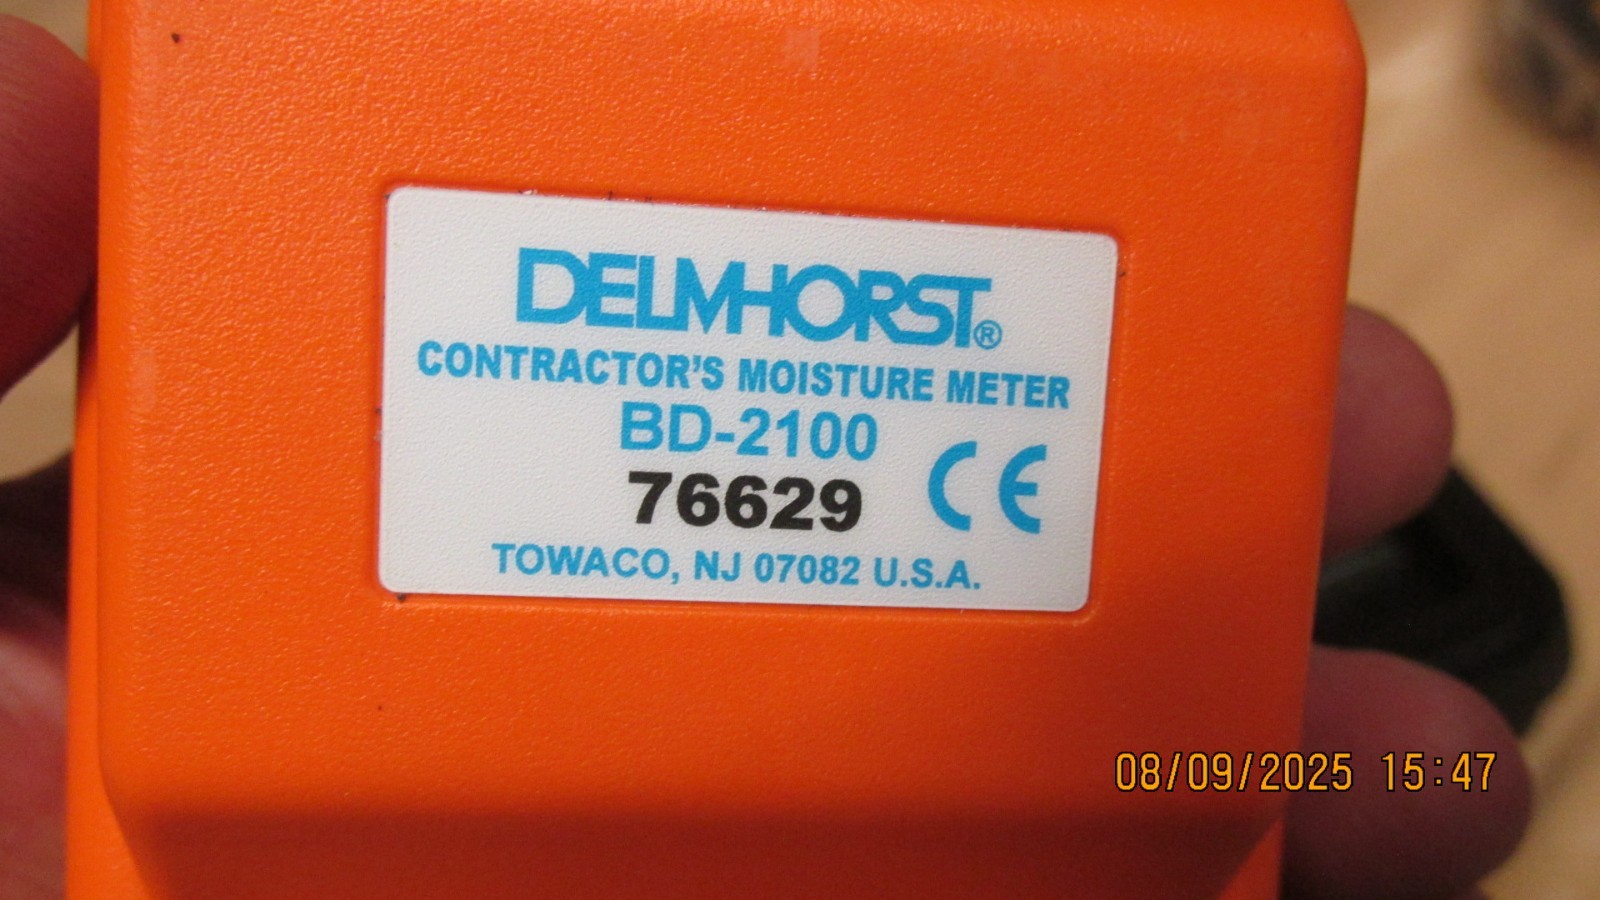 DELMHORST®
CONTRACTOR'S MOISTURE METER
BD-2100
76629
CE
TOWACO, NJ 07082 U.S.A.
08/09/2025 15:47